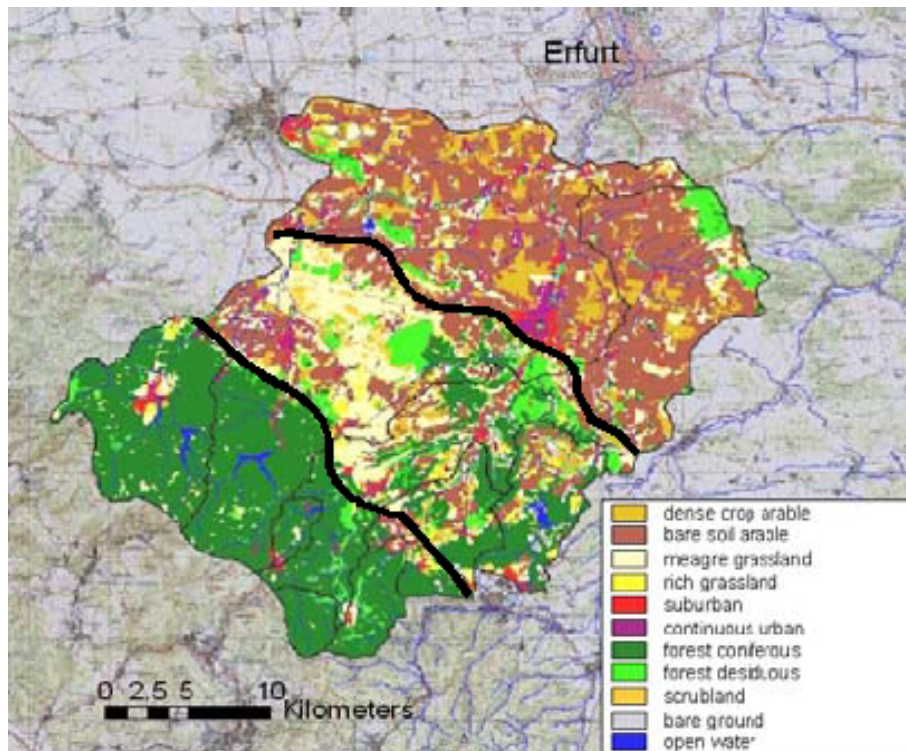 Erfurt
dense crop arable
bare soil arable
meagre grassland
rich grassland
suburban
continuous urban
forest coniferous
forest desiduous
scrubland
bare ground
open water
0 2,5 5 10
Kilometers